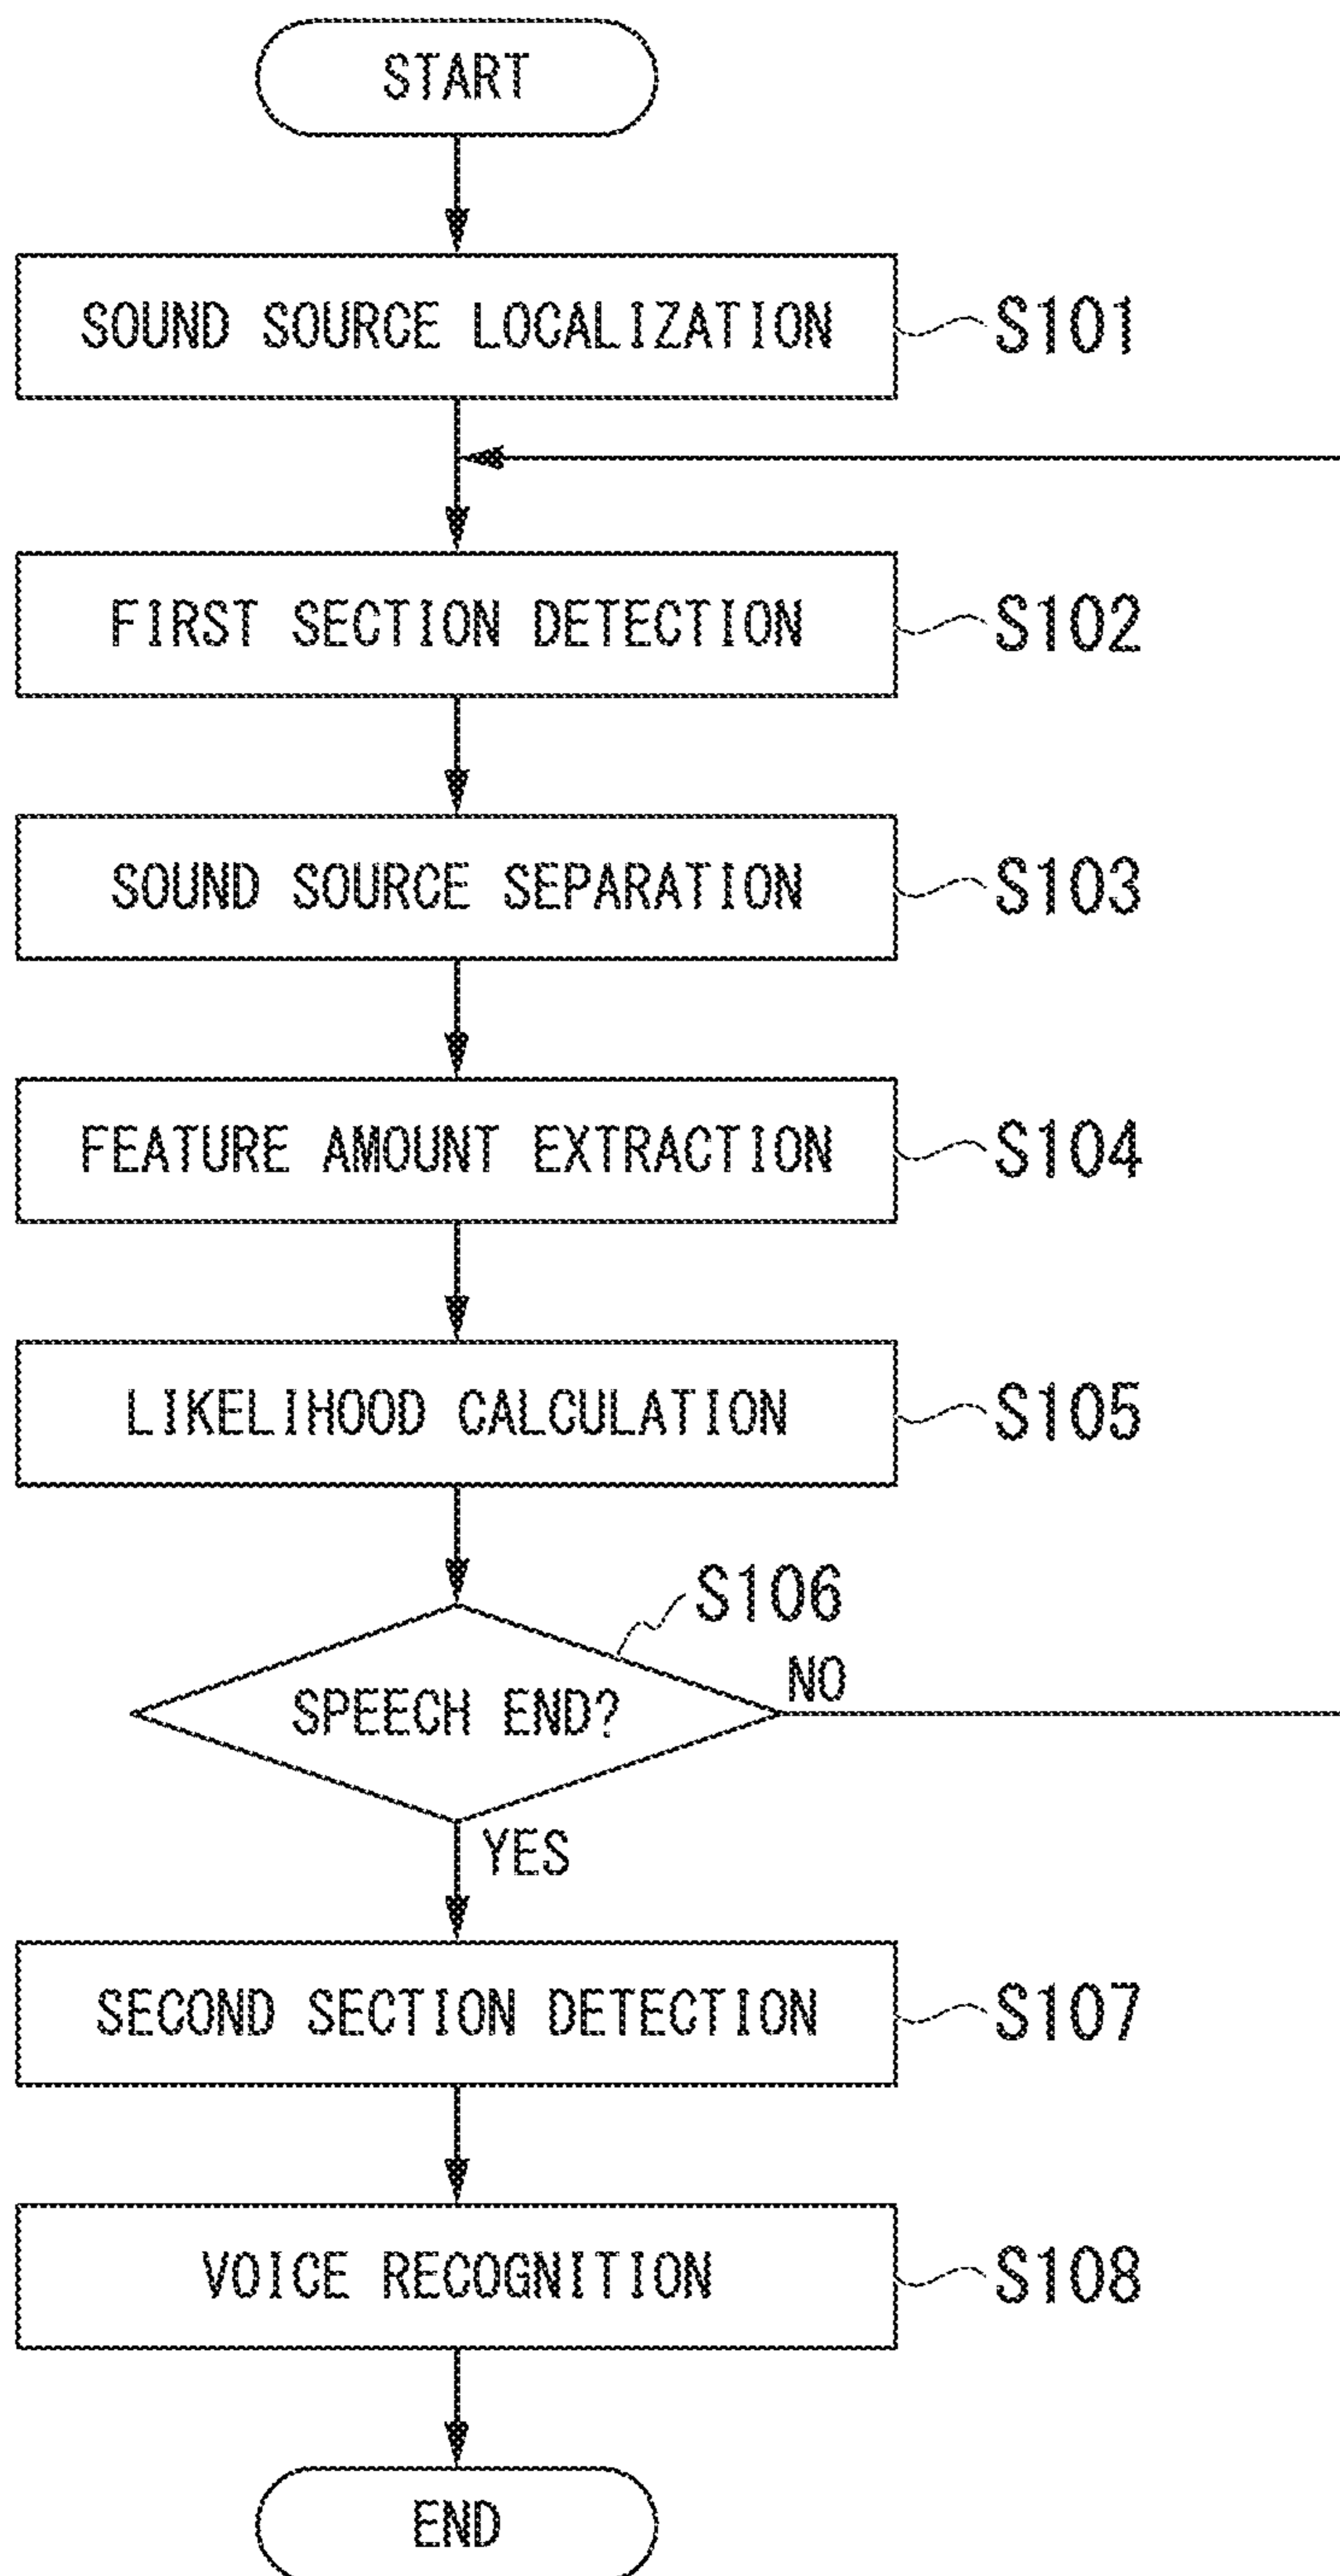 START
SOUND SOURCE LOCALIZATION S101
FIRST SECTION DETECTION S102
SOUND SOURCE SEPARATION S103
FEATURE AMOUNT EXTRACTION S104
LIKELIHOOD CALCULATION S105
S106
NO
SPEECH END?
YES
SECOND SECTION DETECTION S107
VOICE RECOGNITION S108
END